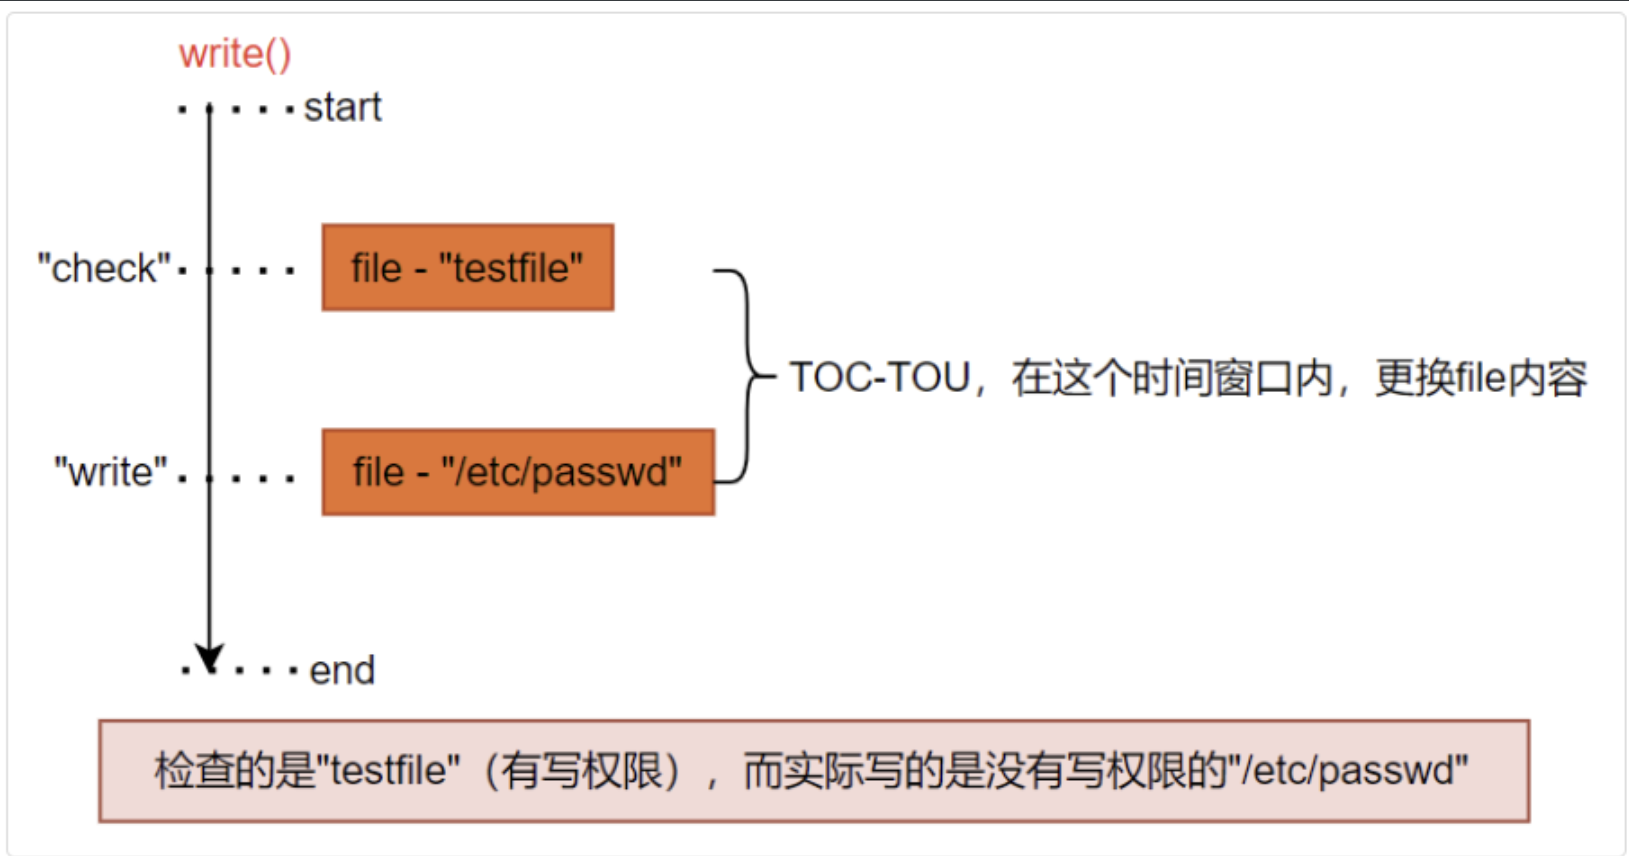 write()
start
"check"
file - "testfile"
TOC-TOU，在这个时间窗口内，更换file内容
"write"
file - "/etc/passwd"
end
检查的是"testfile"（有写权限），而实际写的是没有写权限的"/etc/passwd"